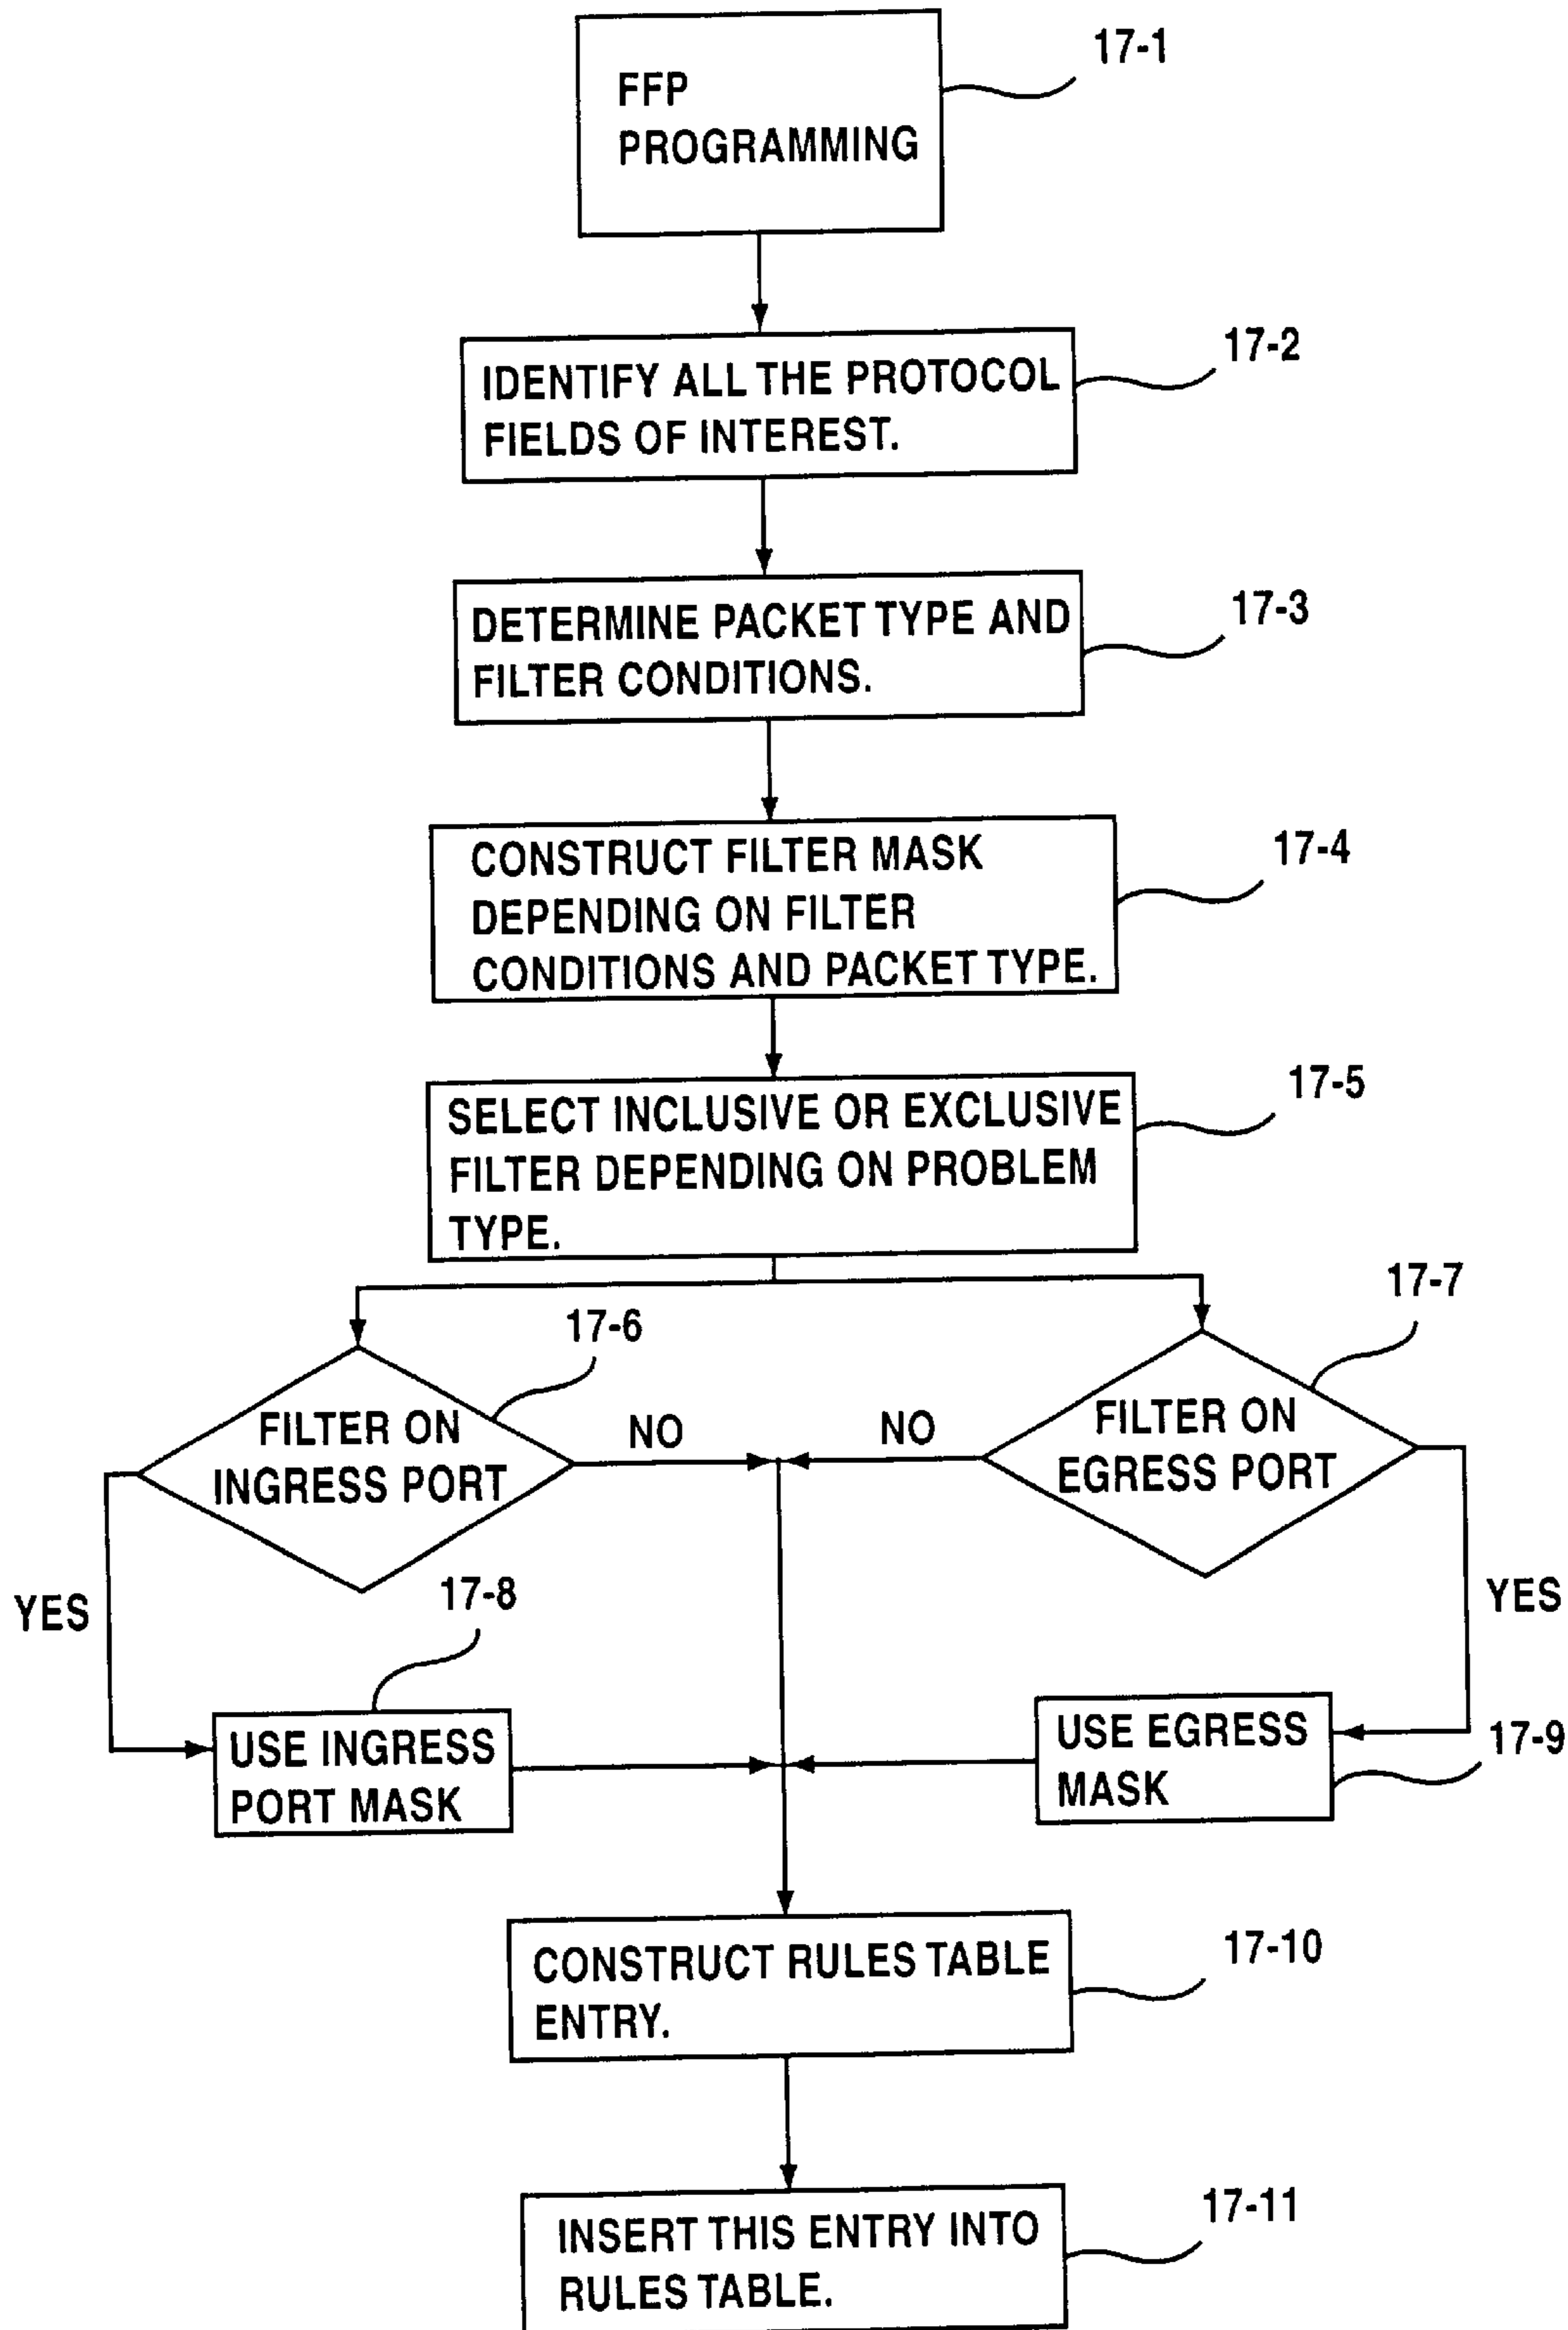 FFP
PROGRAMMING
17-1
IDENTIFY ALL THE PROTOCOL
FIELDS OF INTEREST.
17-2
DETERMINE PACKET TYPE AND
FILTER CONDITIONS.
17-3
CONSTRUCT FILTER MASK
DEPENDING ON FILTER
CONDITIONS AND PACKET TYPE.
17-4
SELECT INCLUSIVE OR EXCLUSIVE
FILTER DEPENDING ON PROBLEM
TYPE.
17-5
17-6
17-7
FILTER ON
INGRESS PORT
NO
NO
FILTER ON
EGRESS PORT
YES
YES
17-8
USE INGRESS
PORT MASK
USE EGRESS
MASK
17-9
CONSTRUCT RULES TABLE
ENTRY.
17-10
INSERT THIS ENTRY INTO
RULES TABLE.
17-11